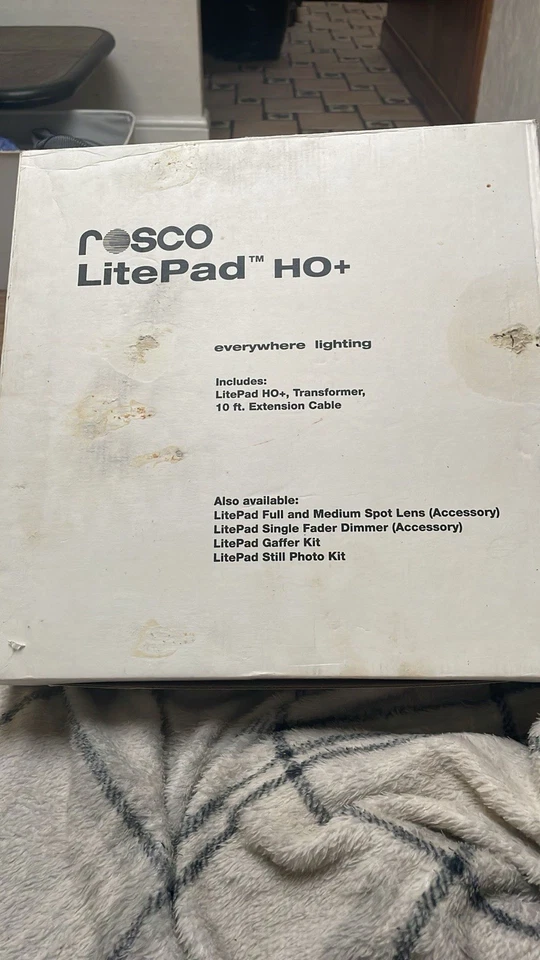 rosco
LitePad™ HO+
everywhere lighting
Includes:
LitePad HO+, Transformer,
10 ft. Extension Cable
Also available:
LitePad Full and Medium Spot Lens (Accessory)
LitePad Single Fader Dimmer (Accessory)
LitePad Gaffer Kit
LitePad Still Photo Kit